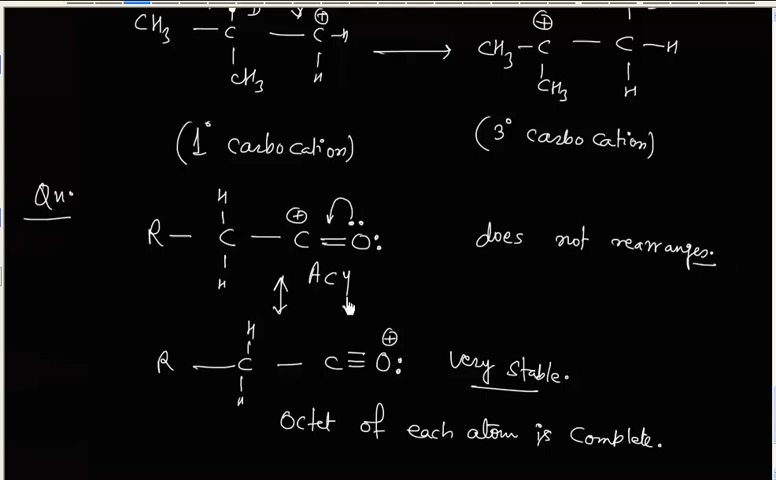 CH3 — C — C⊕ — H ⟶ CH3 — C⊕ — C — H
CH3 H CH3 H
(1° carbocation) (3° carbocation)
Qn.
H
R — C — C⊕ = O: does not rearranges.
H
Acy
H
R — C — C ≡ O⊕: Very stable.
H
Octet of each atom is Complete.